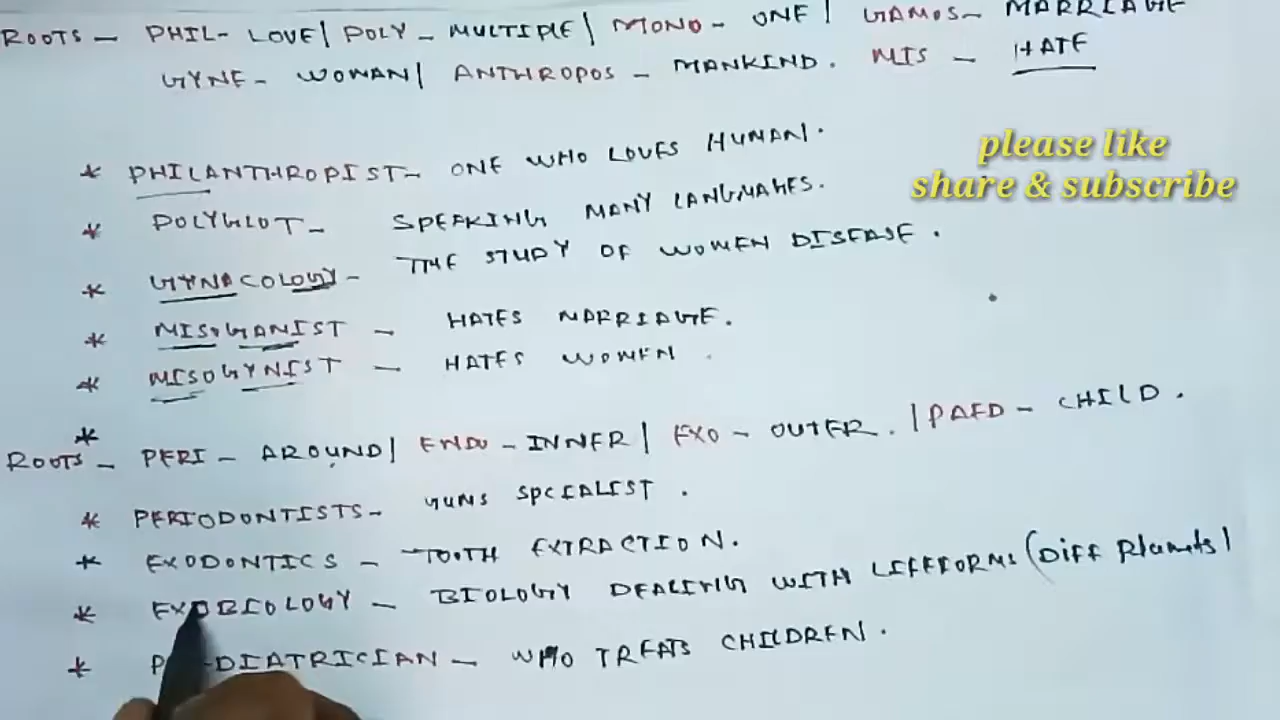 ROOTS - PHIL- LOVE| POLY - MULTIPLE| MONO - ONE| GAMOS- MARRIAGE
GYNE- WOMAN| ANTHROPOS - MANKIND. MIS - HATE
please like
share & subscribe
* PHILANTHROPIST- ONE WHO LOVES HUMAN.
* POLYGLOT- SPEAKING MANY LANGUAGES.
* GYNACOLOGY- THE STUDY OF WOMEN DISEASE.
* MISOGANIST - HATES MARRIAGE.
* MISOGYNIST - HATES WOMEN
*
ROOTS- PERI - AROUND| ENDO - INNER| EXO - OUTER. |PAED - CHILD.
* PERIODONTISTS- GUMS SPCIALIST.
* EXODONTICS - TOOTH EXTRACTION.
* EXOBIOLOGY - BIOLOGY DEALING WITH LIFEFORMS (Diff Planets)
* DIATRICIAN - WHO TREATS CHILDREN.